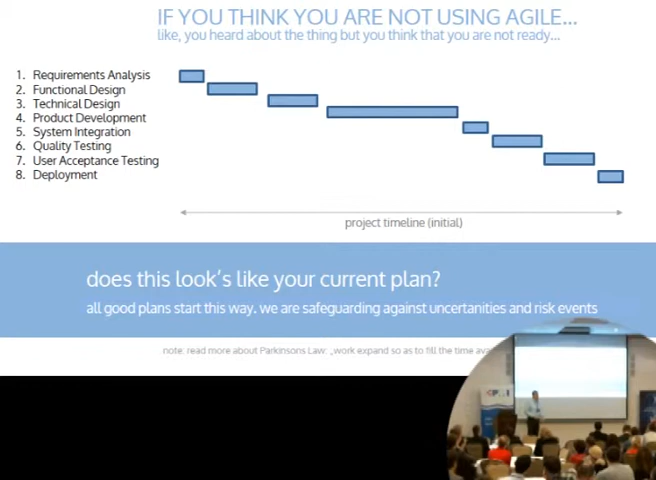 IF YOU THINK YOU ARE NOT USING AGILE...
like, you heard about the thing but you think that you are not ready...
1. Requirements Analysis
2. Functional Design
3. Technical Design
4. Product Development
5. System Integration
6. Quality Testing
7. User Acceptance Testing
8. Deployment
project timeline (initial)
does this look's like your current plan?
all good plans start this way. we are safeguarding against uncertanities and risk events
note: read more about Parkinsons Law: „work expand so as to fill the time